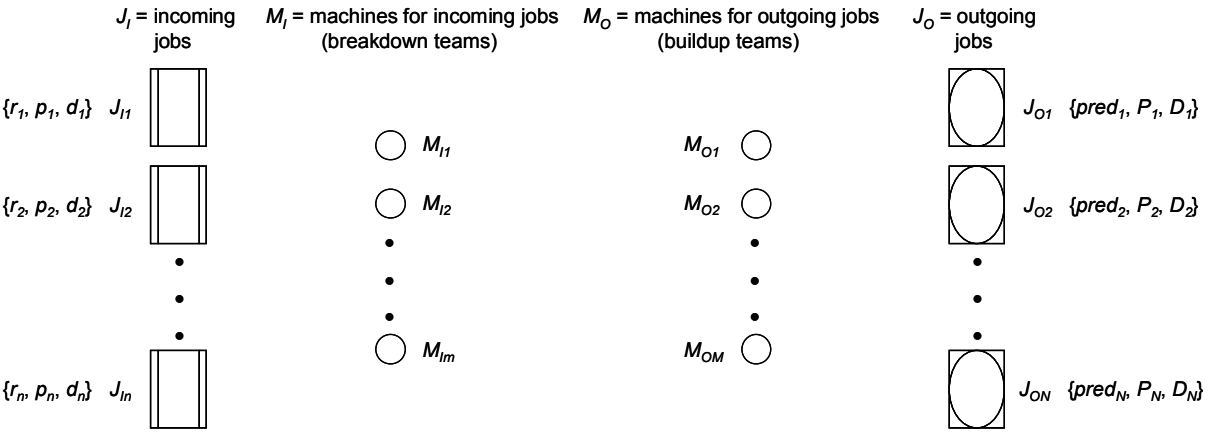 J_I = incoming jobs
M_I = machines for incoming jobs (breakdown teams)
M_O = machines for outgoing jobs (buildup teams)
J_O = outgoing jobs
{r_1, p_1, d_1} J_I1
M_I1
M_O1
J_O1 {pred_1, P_1, D_1}
{r_2, p_2, d_2} J_I2
M_I2
M_O2
J_O2 {pred_2, P_2, D_2}
M_Im
M_OM
{r_n, p_n, d_n} J_In
J_ON {pred_N, P_N, D_N}